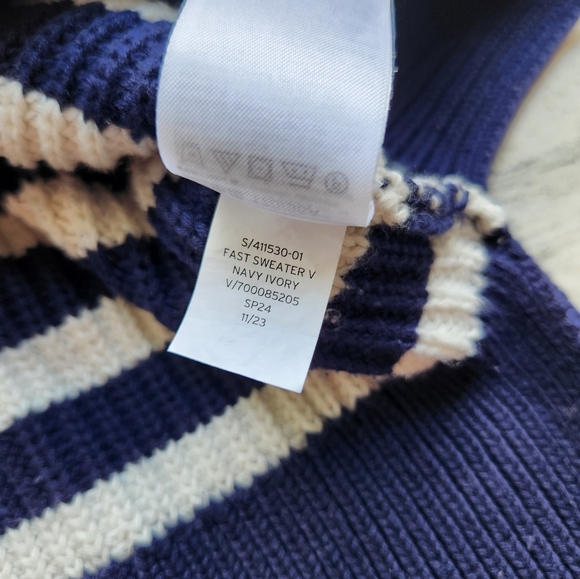 S/411530-01
FAST SWEATER V
NAVY IVORY
V/700085205
SP24
11/23